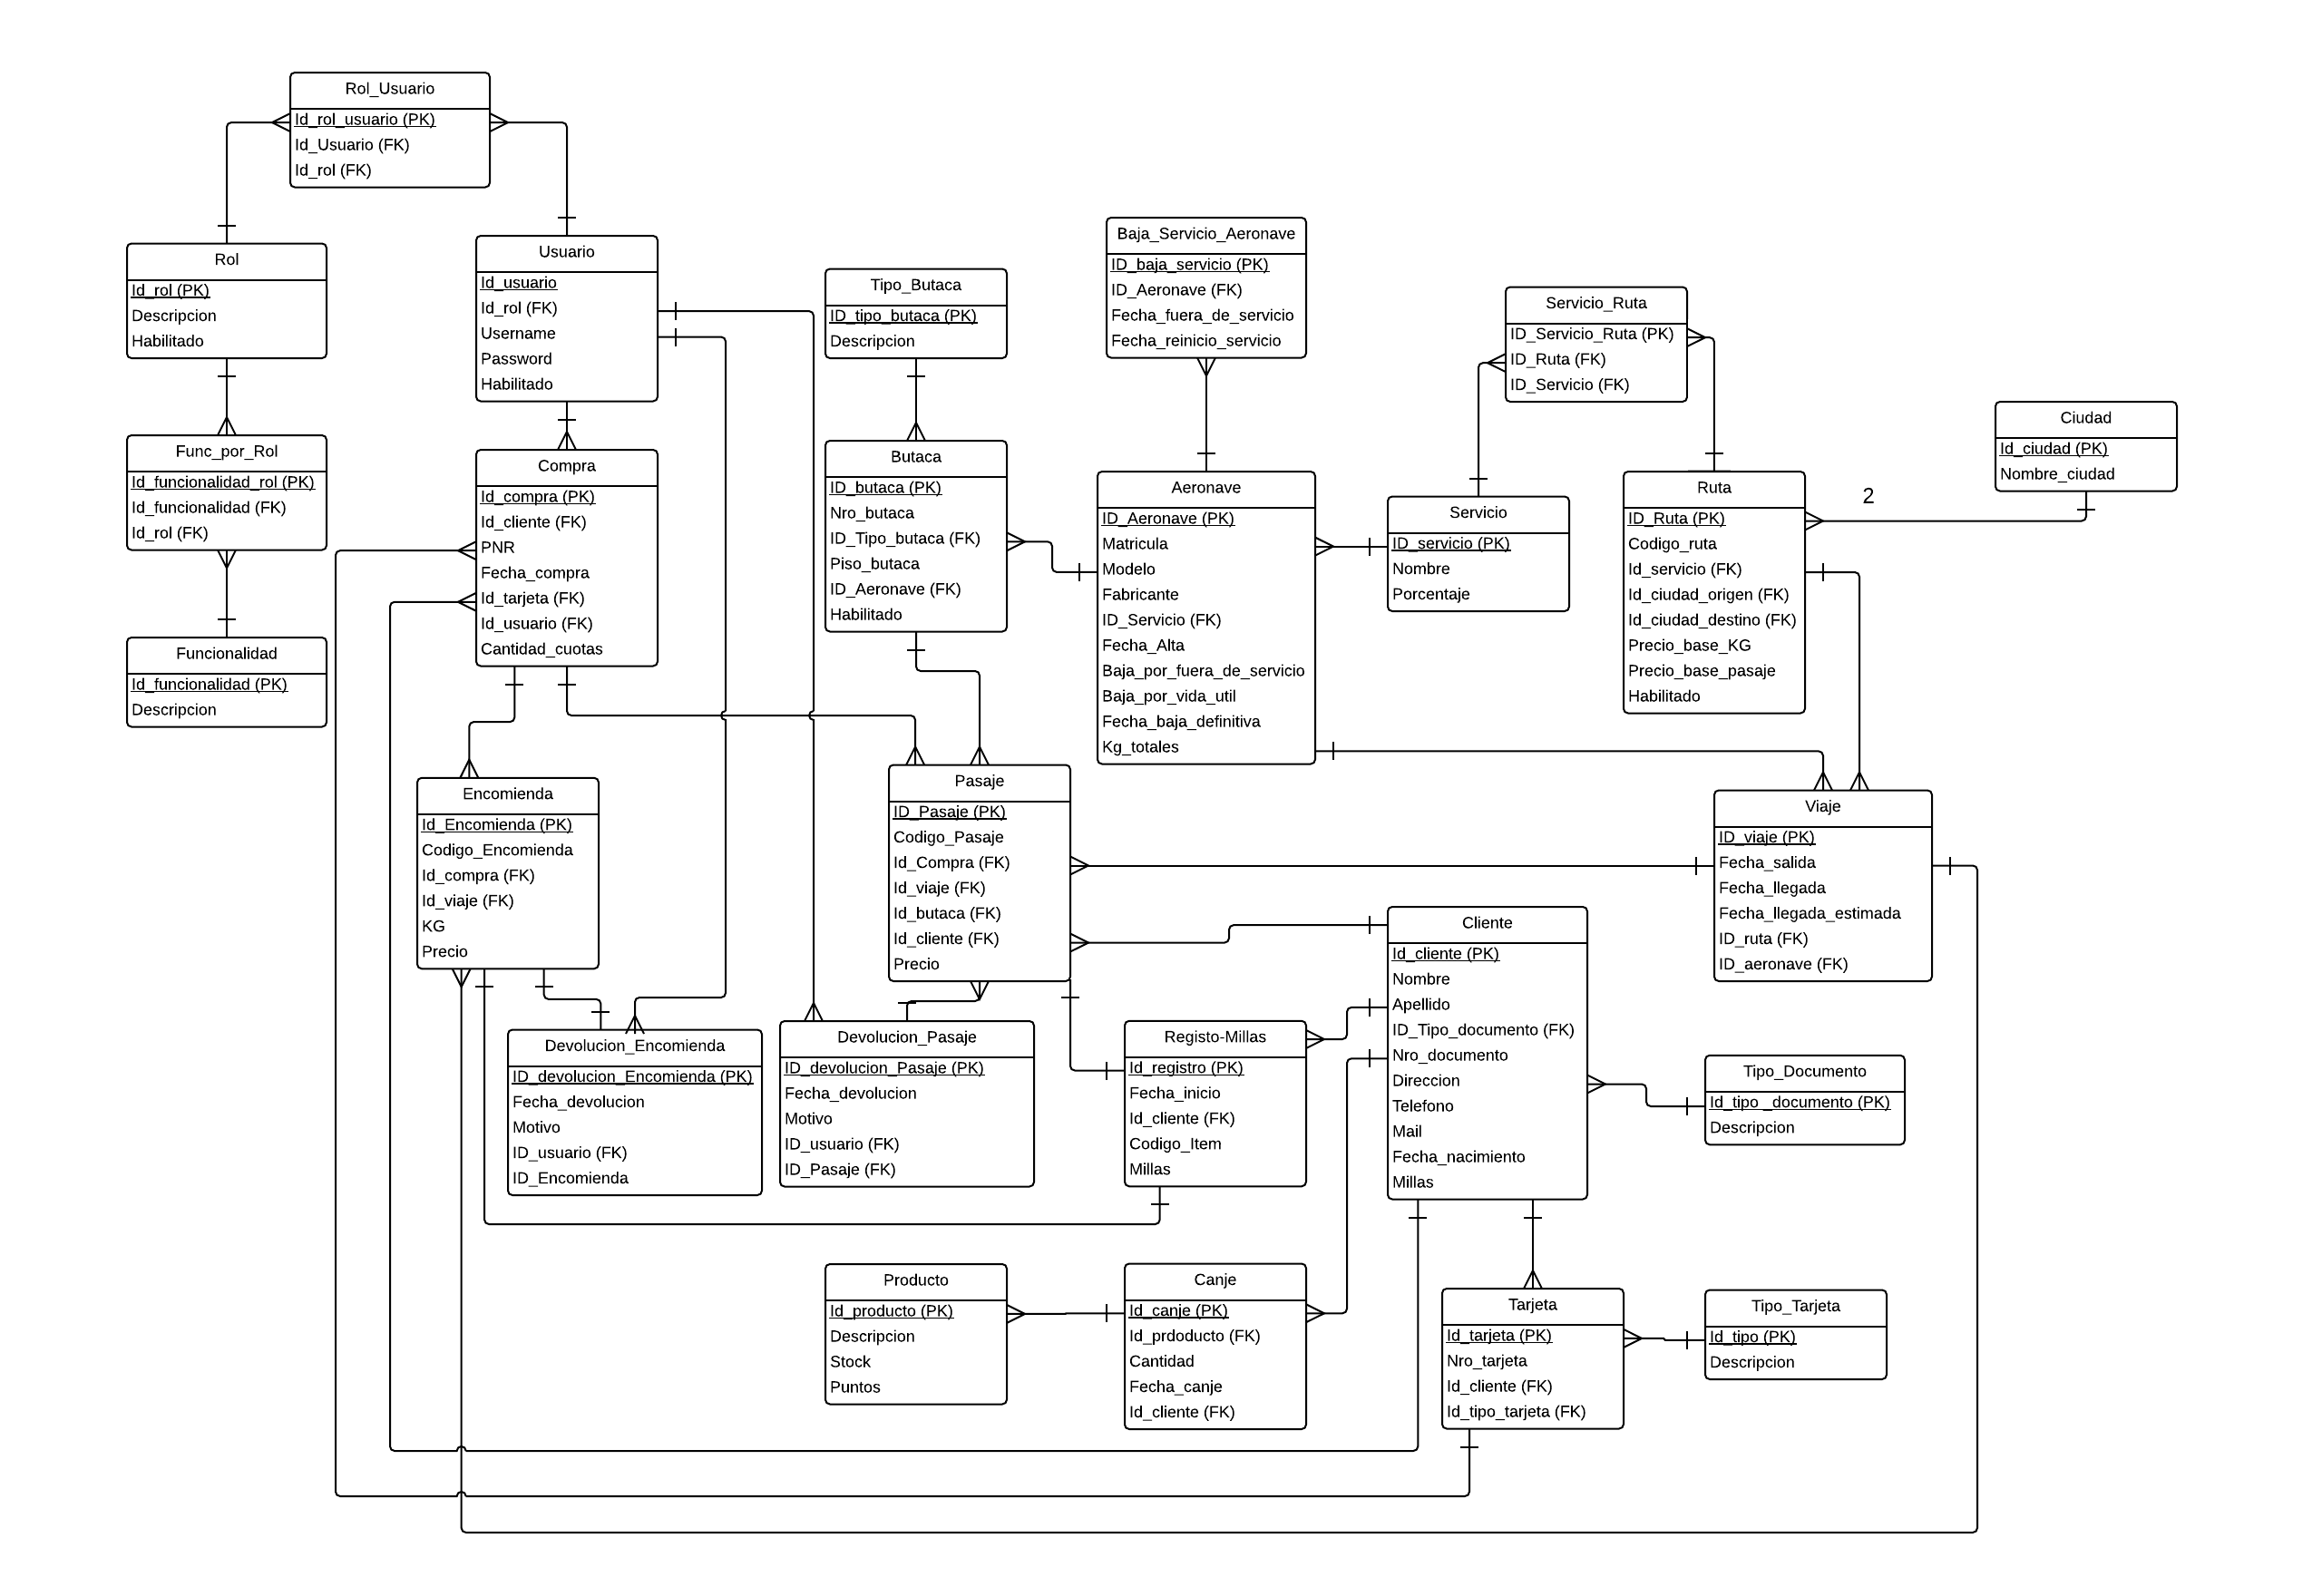 Rol_Usuario
Id_rol_usuario (PK)
Id_Usuario (FK)
Id_rol (FK)
Rol
Id_rol (PK)
Descripcion
Habilitado
Usuario
Id_usuario
Id_rol (FK)
Username
Password
Habilitado
Tipo_Butaca
ID_tipo_butaca (PK)
Descripcion
Baja_Servicio_Aeronave
ID_baja_servicio (PK)
ID_Aeronave (FK)
Fecha_fuera_de_servicio
Fecha_reinicio_servicio
Servicio_Ruta
ID_Servicio_Ruta (PK)
ID_Ruta (FK)
ID_Servicio (FK)
Ciudad
Id_ciudad (PK)
Nombre_ciudad
Func_por_Rol
Id_funcionalidad_rol (PK)
Id_funcionalidad (FK)
Id_rol (FK)
Compra
Id_compra (PK)
Id_cliente (FK)
PNR
Fecha_compra
Id_tarjeta (FK)
Id_usuario (FK)
Cantidad_cuotas
Butaca
ID_butaca (PK)
Nro_butaca
ID_Tipo_butaca (FK)
Piso_butaca
ID_Aeronave (FK)
Habilitado
Aeronave
ID_Aeronave (PK)
Matricula
Modelo
Fabricante
ID_Servicio (FK)
Fecha_Alta
Baja_por_fuera_de_servicio
Baja_por_vida_util
Fecha_baja_definitiva
Kg_totales
Servicio
ID_servicio (PK)
Nombre
Porcentaje
Ruta
ID_Ruta (PK)
Codigo_ruta
Id_servicio (FK)
Id_ciudad_origen (FK)
Id_ciudad_destino (FK)
Precio_base_KG
Precio_base_pasaje
Habilitado
2
Funcionalidad
Id_funcionalidad (PK)
Descripcion
Encomienda
Id_Encomienda (PK)
Codigo_Encomienda
Id_compra (FK)
Id_viaje (FK)
KG
Precio
Pasaje
ID_Pasaje (PK)
Codigo_Pasaje
Id_Compra (FK)
Id_viaje (FK)
Id_butaca (FK)
Id_cliente (FK)
Precio
Viaje
ID_viaje (PK)
Fecha_salida
Fecha_llegada
Fecha_llegada_estimada
ID_ruta (FK)
ID_aeronave (FK)
Cliente
Id_cliente (PK)
Nombre
Apellido
ID_Tipo_documento (FK)
Nro_documento
Direccion
Telefono
Mail
Fecha_nacimiento
Millas
Devolucion_Encomienda
ID_devolucion_Encomienda (PK)
Fecha_devolucion
Motivo
ID_usuario (FK)
ID_Encomienda
Devolucion_Pasaje
ID_devolucion_Pasaje (PK)
Fecha_devolucion
Motivo
ID_usuario (FK)
ID_Pasaje (FK)
Registo-Millas
Id_registro (PK)
Fecha_inicio
Id_cliente (FK)
Codigo_Item
Millas
Tipo_Documento
Id_tipo _documento (PK)
Descripcion
Producto
Id_producto (PK)
Descripcion
Stock
Puntos
Canje
Id_canje (PK)
Id_prdoducto (FK)
Cantidad
Fecha_canje
Id_cliente (FK)
Tarjeta
Id_tarjeta (PK)
Nro_tarjeta
Id_cliente (FK)
Id_tipo_tarjeta (FK)
Tipo_Tarjeta
Id_tipo (PK)
Descripcion